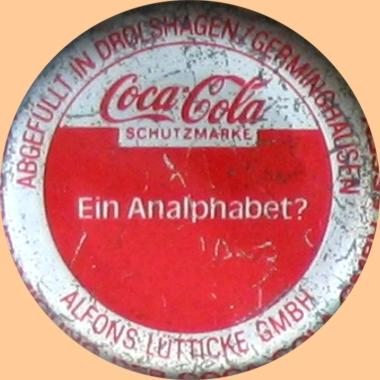 ABGEFÜLLT IN DROLSHAGEN/GERMINGHAUSEN
Coca-Cola
SCHUTZMARKE
Ein Analphabet?
ALFONS LÜTTICKE GMBH